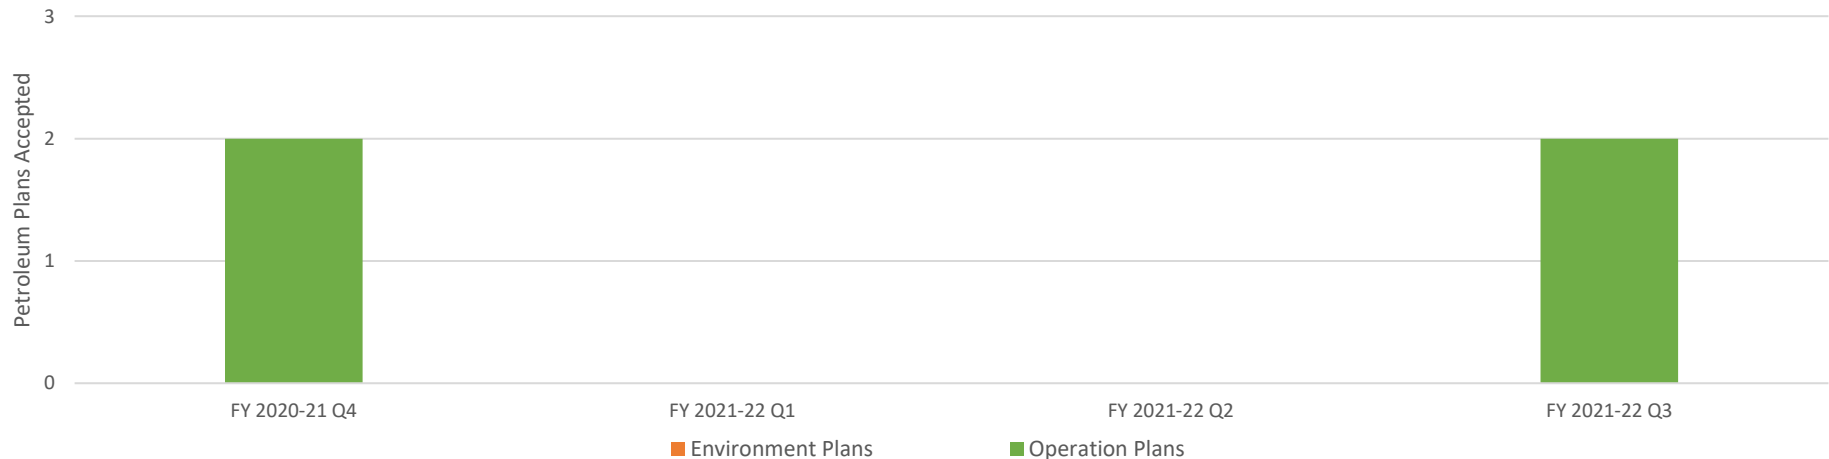 3
2
1
0
Petroleum Plans Accepted
FY 2020-21 Q4
FY 2021-22 Q1
FY 2021-22 Q2
FY 2021-22 Q3
Environment Plans
Operation Plans